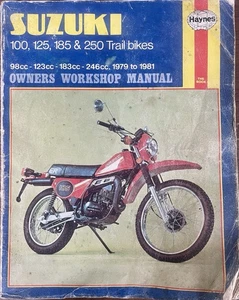 SUZUKI
Haynes
100, 125, 185 & 250 Trail bikes
98cc - 123cc - 183cc - 246cc, 1979 to 1981
OWNERS WORKSHOP MANUAL